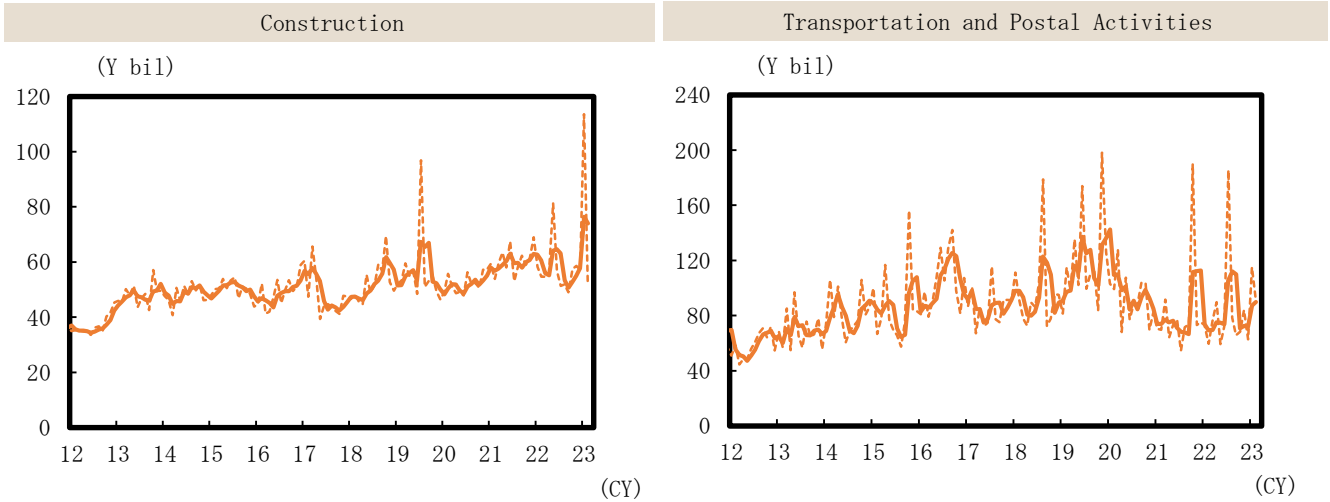 Construction
(Y bil)
120
100
80
60
40
20
0
12 13 14 15 16 17 18 19 20 21 22 23
(CY)
Transportation and Postal Activities
(Y bil)
240
200
160
120
80
40
0
12 13 14 15 16 17 18 19 20 21 22 23
(CY)